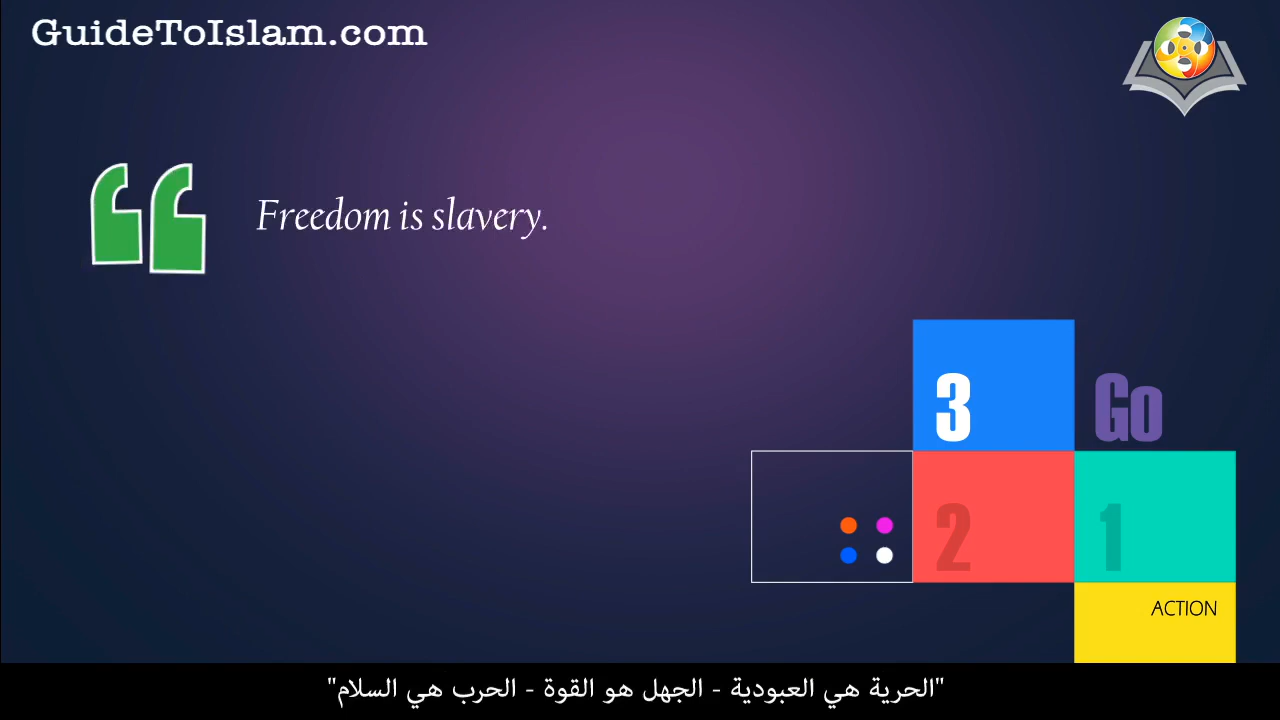 GuideToIslam.com
Freedom is slavery.
3
Go
2
1
ACTION
"الحرية هي العبودية - الجهل هو القوة - الحرب هي السلام"